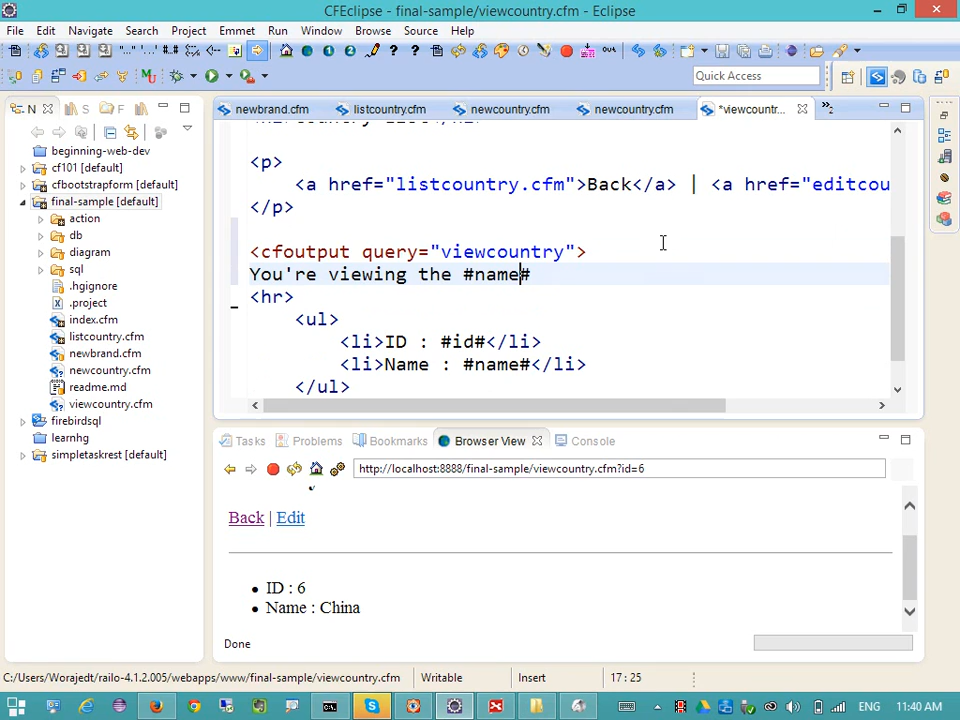 CFEclipse - final-sample/viewcountry.cfm - Eclipse
File Edit Navigate Search Project Emmet Run Window Browse Source Help
Quick Access
N S F
newbrand.cfm listcountry.cfm newcountry.cfm newcountry.cfm *viewcountr...
beginning-web-dev
cf101 [default]
cfbootstrapform [default]
final-sample [default]
action
db
diagram
sql
.hgignore
.project
index.cfm
listcountry.cfm
newbrand.cfm
newcountry.cfm
readme.md
viewcountry.cfm
firebirdsql
learnhg
simpletaskrest [default]
<p>
<a href="listcountry.cfm">Back</a> | <a href="editcou
</p>
<cfoutput query="viewcountry">
You're viewing the #name#
<hr>
<ul>
<li>ID : #id#</li>
<li>Name : #name#</li>
</ul>
Tasks Problems Bookmarks Browser View Console
http://localhost:8888/final-sample/viewcountry.cfm?id=6
Back | Edit
ID : 6
Name : China
Done
C:/Users/Worajedt/railo-4.1.2.005/webapps/www/final-sample/viewcountry.cfm Writable Insert 17 : 25
ENG 11:40 AM